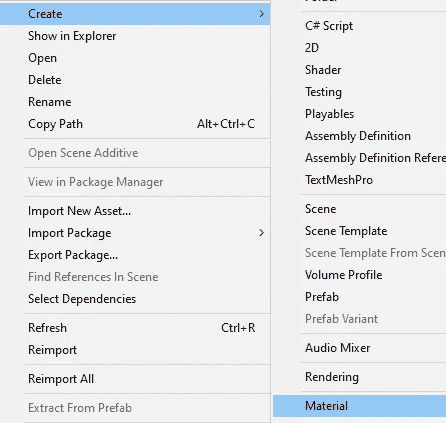 Create
Show in Explorer
Open
Delete
Rename
Copy Path Alt+Ctrl+C
Open Scene Additive
View in Package Manager
Import New Asset...
Import Package
Export Package...
Find References In Scene
Select Dependencies
Refresh Ctrl+R
Reimport
Reimport All
Extract From Prefab
C# Script
2D
Shader
Testing
Playables
Assembly Definition
Assembly Definition Refere
TextMeshPro
Scene
Scene Template
Scene Template From Scen
Volume Profile
Prefab
Prefab Variant
Audio Mixer
Rendering
Material